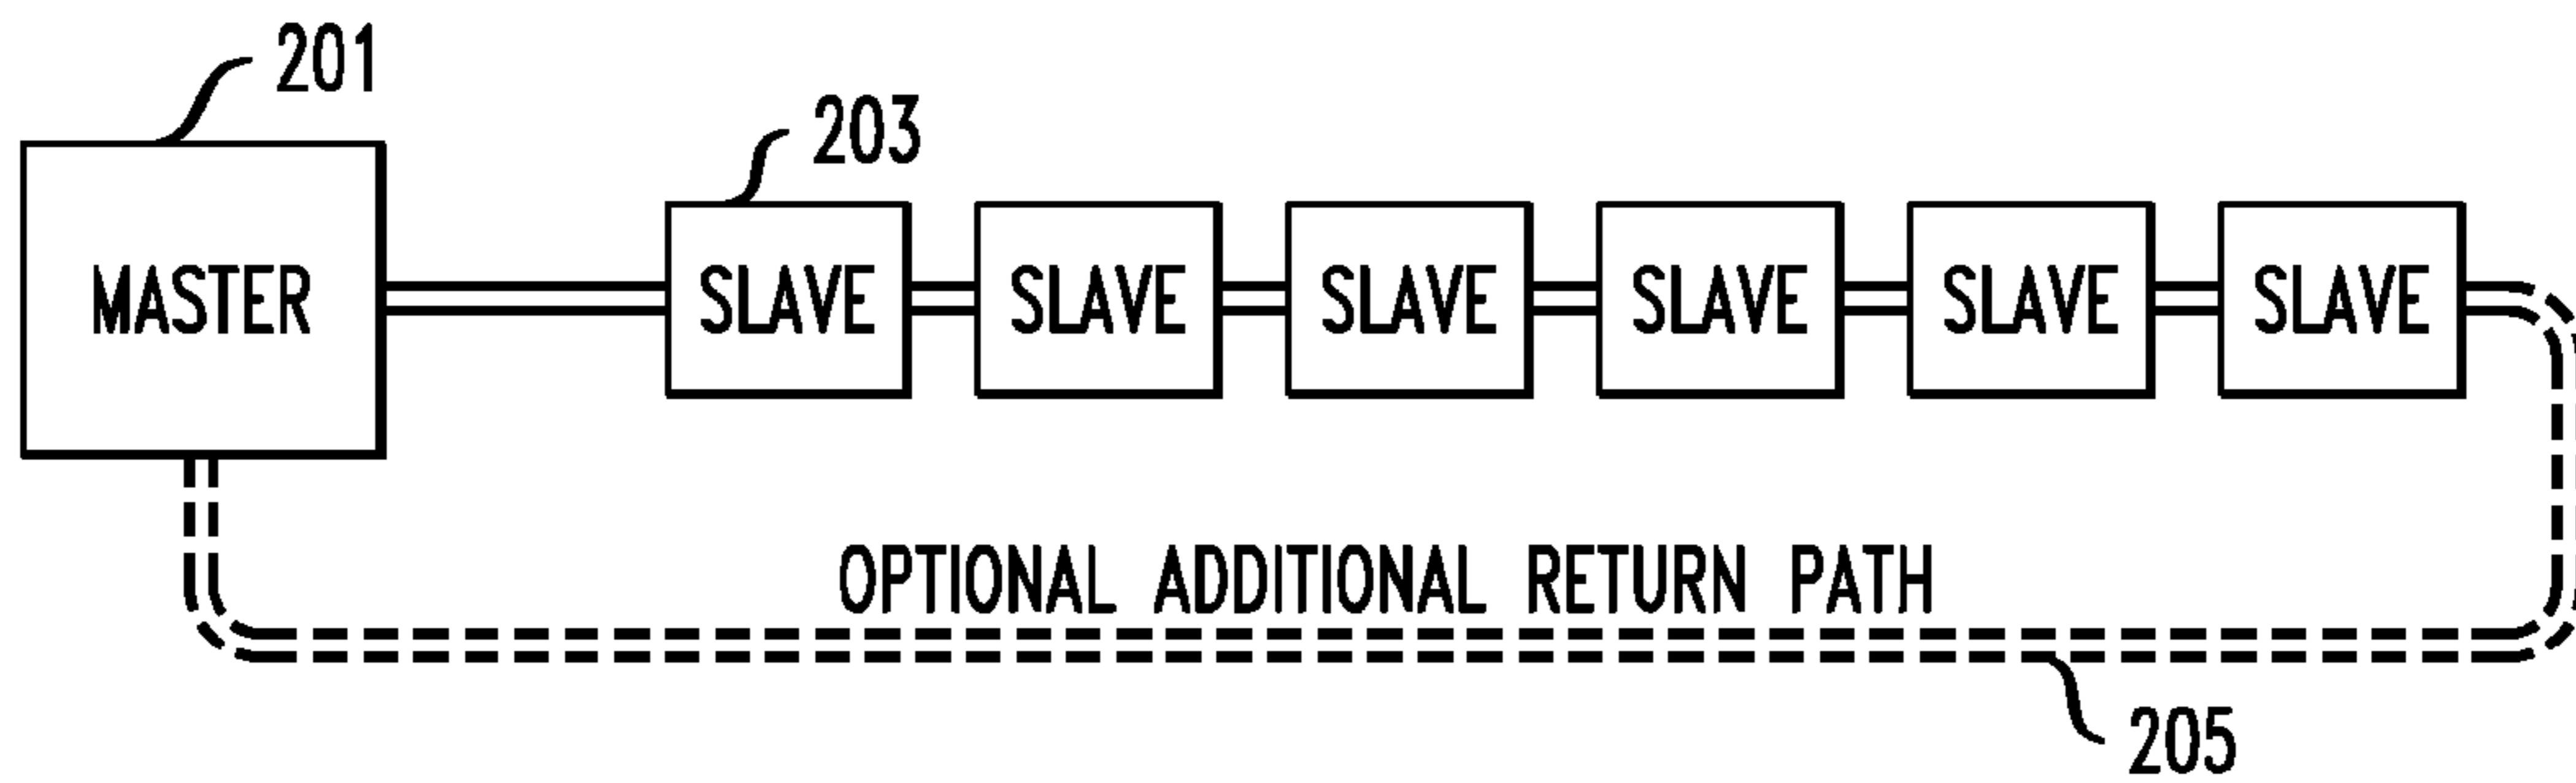 201
203
MASTER
SLAVE SLAVE SLAVE SLAVE SLAVE SLAVE
OPTIONAL ADDITIONAL RETURN PATH
205